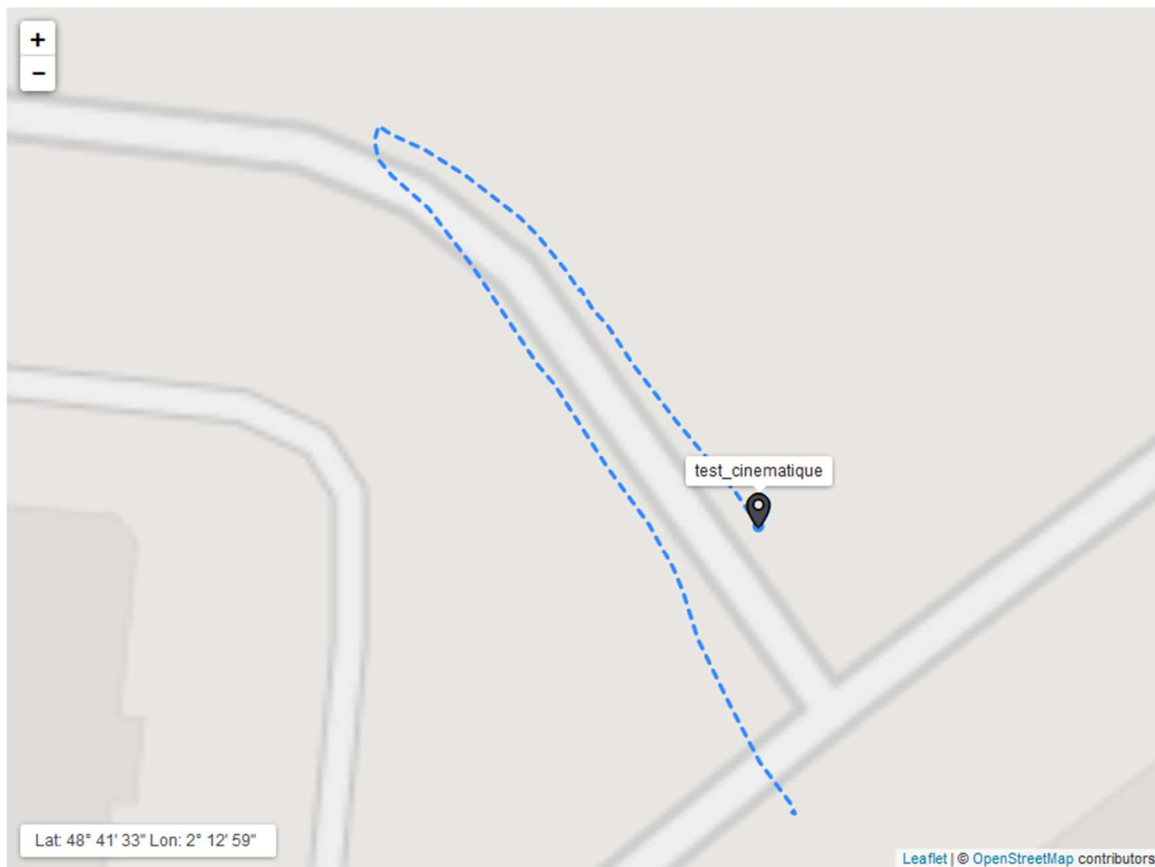 +
−
test_cinematique
Lat: 48° 41' 33" Lon: 2° 12' 59"
Leaflet | © OpenStreetMap contributors